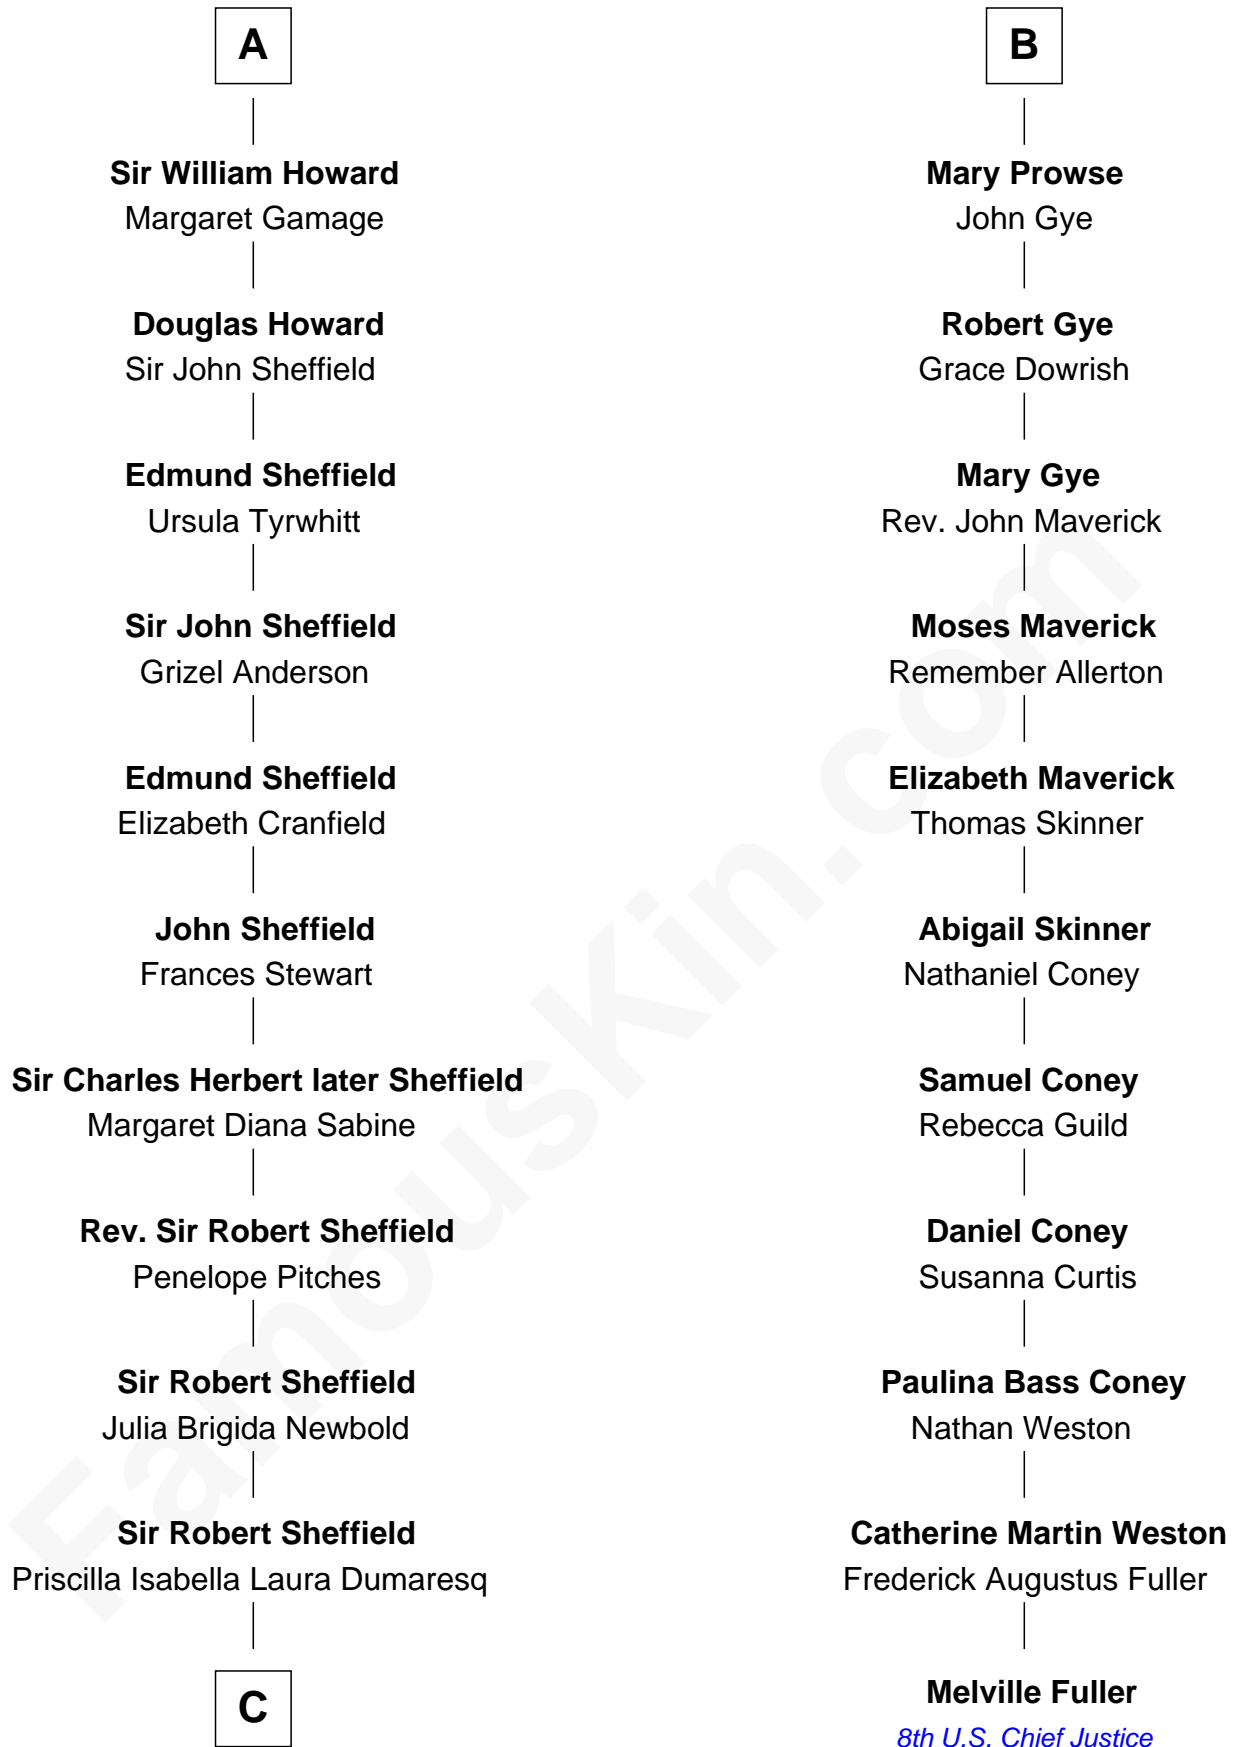 A
Sir William Howard
Margaret Gamage
Douglas Howard
Sir John Sheffield
Edmund Sheffield
Ursula Tyrwhitt
Sir John Sheffield
Grizel Anderson
Edmund Sheffield
Elizabeth Cranfield
John Sheffield
Frances Stewart
Sir Charles Herbert later Sheffield
Margaret Diana Sabine
Rev. Sir Robert Sheffield
Penelope Pitches
Sir Robert Sheffield
Julia Brigida Newbold
Sir Robert Sheffield
Priscilla Isabella Laura Dumaresq
C
B
Mary Prowse
John Gye
Robert Gye
Grace Dowrish
Mary Gye
Rev. John Maverick
Moses Maverick
Remember Allerton
Elizabeth Maverick
Thomas Skinner
Abigail Skinner
Nathaniel Coney
Samuel Coney
Rebecca Guild
Daniel Coney
Susanna Curtis
Paulina Bass Coney
Nathan Weston
Catherine Martin Weston
Frederick Augustus Fuller
Melville Fuller
8th U.S. Chief Justice
FamousKin.com